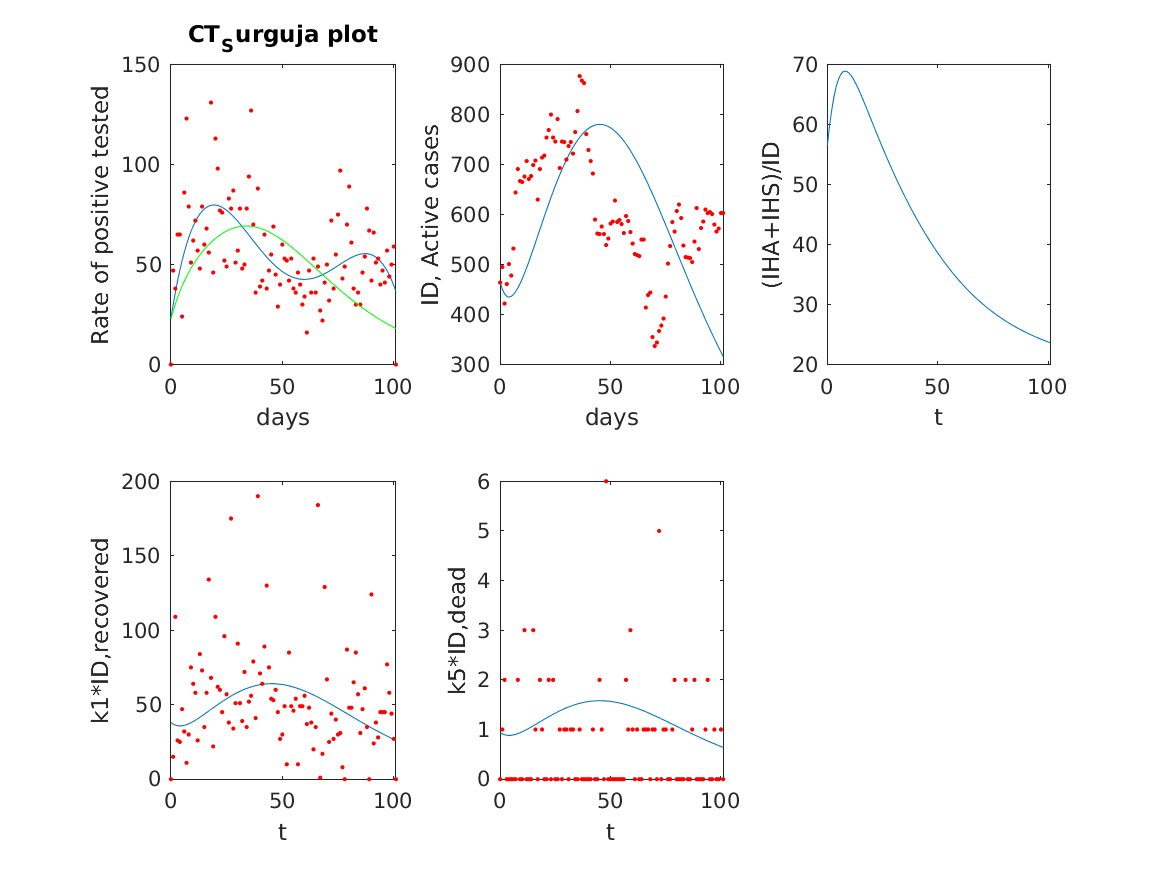 CT_Surguja plot
150
100
50
0
Rate of positive tested
0 50 100
days
900
800
700
600
500
400
300
ID, Active cases
0 50 100
days
70
60
50
40
30
20
(IHA+IHS)/ID
0 50 100
t
200
150
100
50
0
k1*ID,recovered
0 50 100
t
6
5
4
3
2
1
0
k5*ID,dead
0 50 100
t